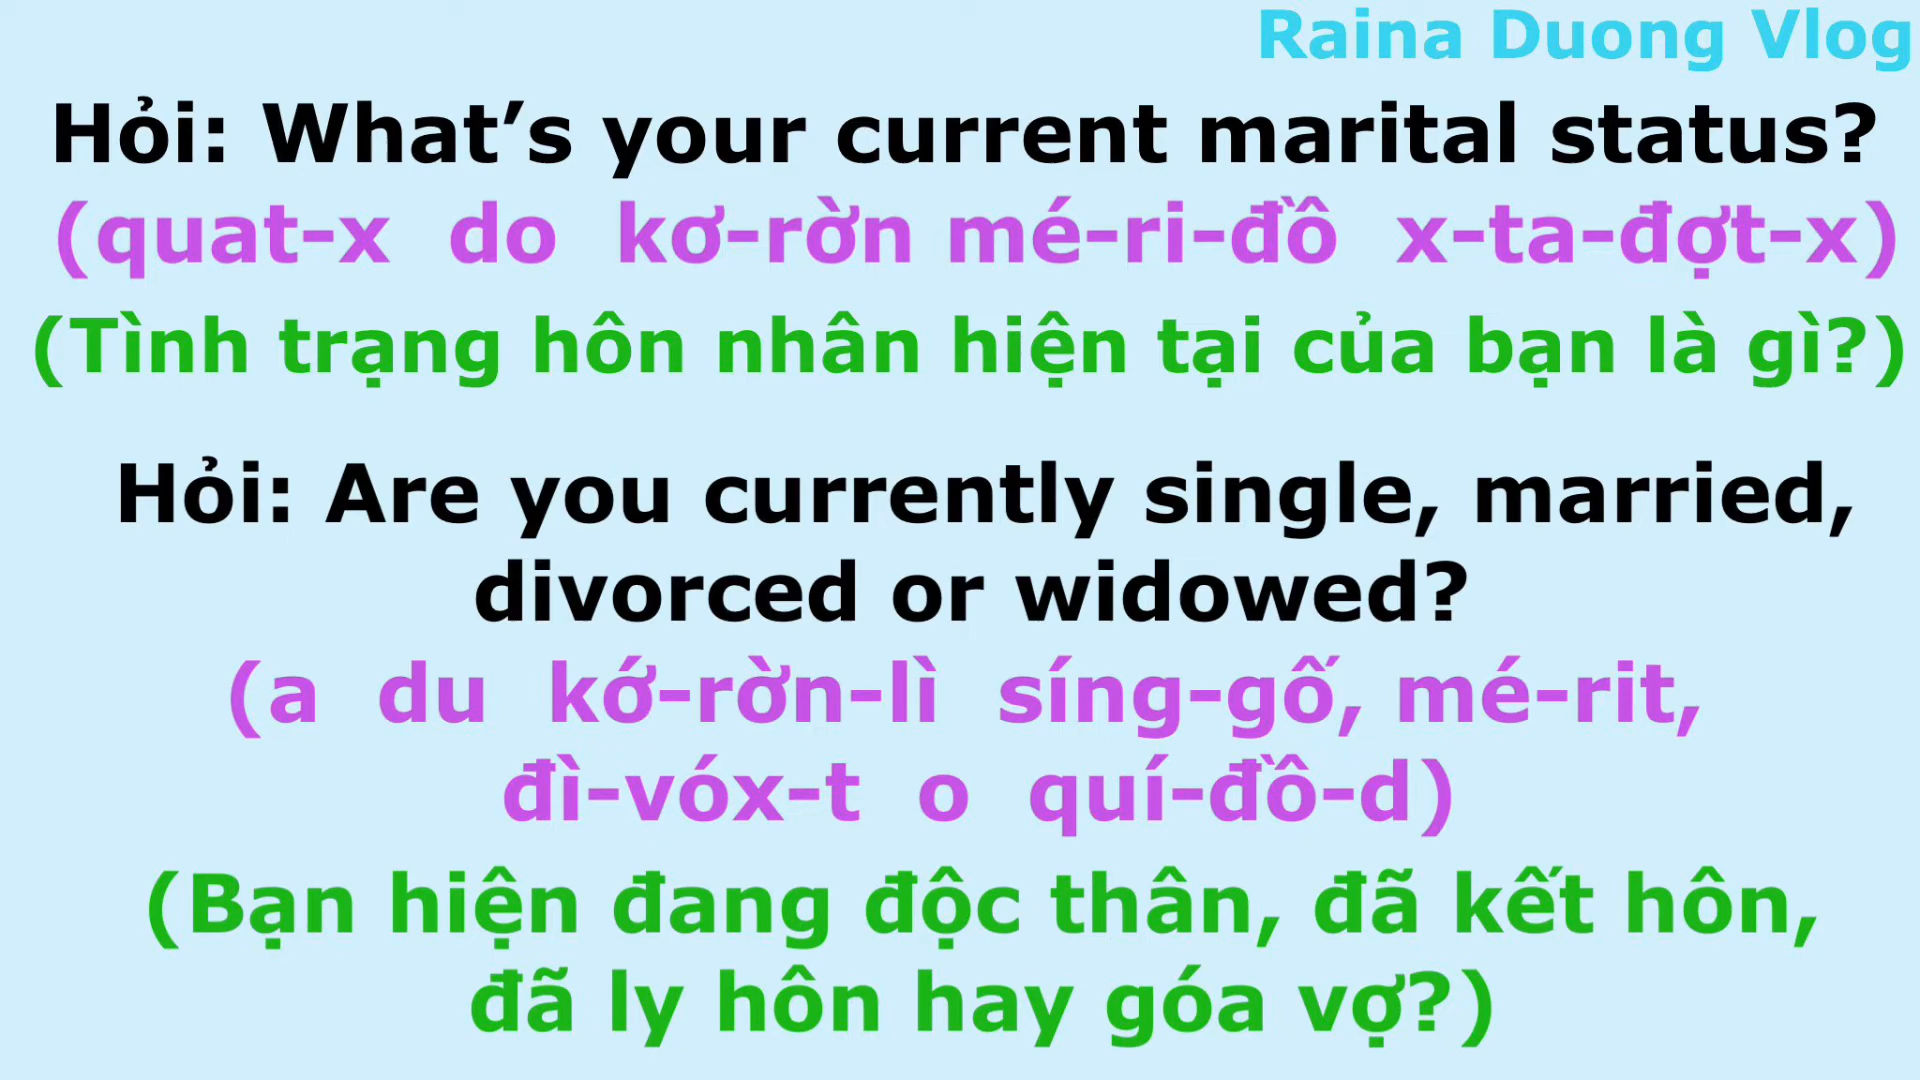 Raina Duong Vlog
Hỏi: What’s your current marital status?
(quat-x do kơ-rờn mé-ri-đồ x-ta-đợt-x)
(Tình trạng hôn nhân hiện tại của bạn là gì?)
Hỏi: Are you currently single, married,
divorced or widowed?
(a du kớ-rờn-lì síng-gố, mé-rit,
đì-vóx-t o quí-đồ-d)
(Bạn hiện đang độc thân, đã kết hôn,
đã ly hôn hay góa vợ?)